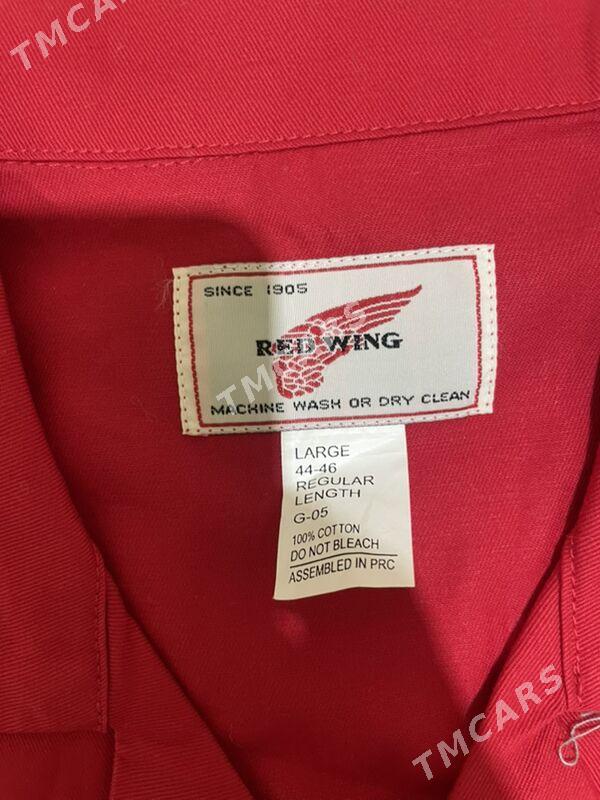 TMCARS
SINCE 1905
RED WING
TMCARS
MACHINE WASH OR DRY CLEAN
LARGE
44-46
REGULAR
LENGTH
G-05
100% COTTON
DO NOT BLEACH
ASSEMBLED IN PRC
TMCARS